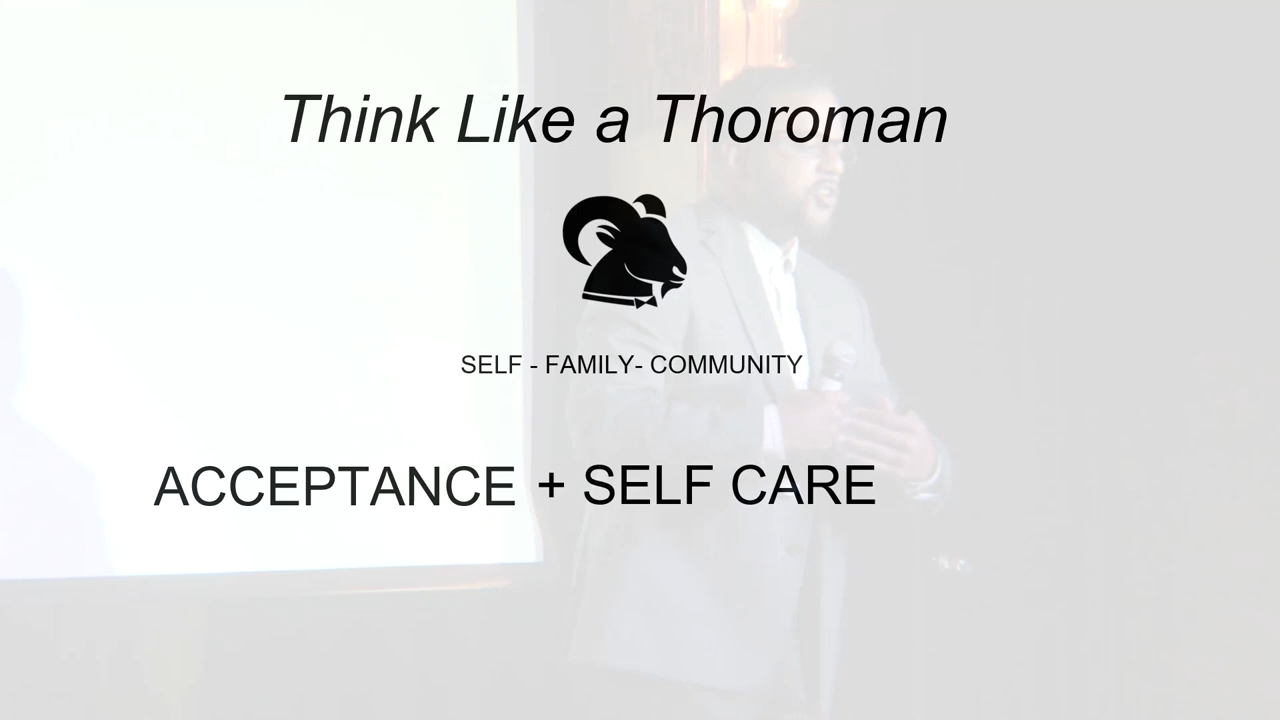 Think Like a Thoroman
SELF - FAMILY- COMMUNITY
ACCEPTANCE + SELF CARE